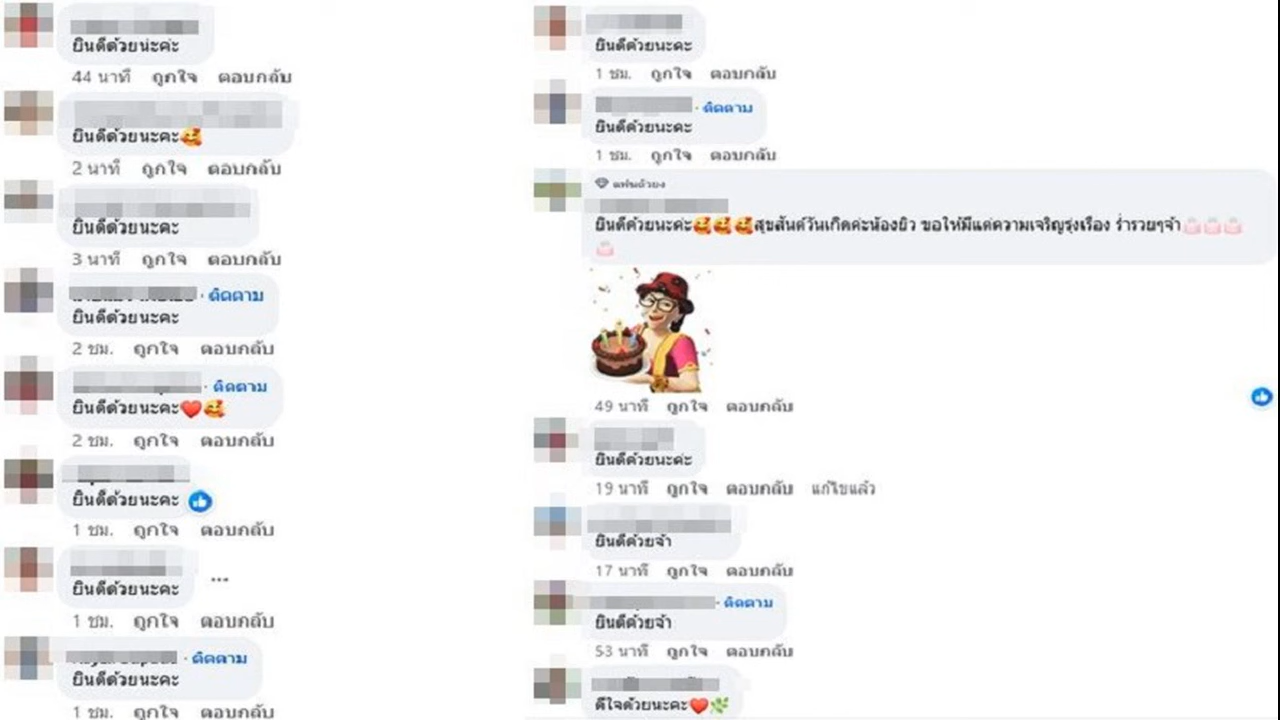 ยินดีด้วยน่ะค่ะ
44 นาที ถูกใจ ตอบกลับ
ยินดีด้วยนะคะ🥰
2 นาที ถูกใจ ตอบกลับ
ยินดีด้วยนะคะ
3 นาที ถูกใจ ตอบกลับ
· ติดตาม
ยินดีด้วยนะคะ
2 ชม. ถูกใจ ตอบกลับ
· ติดตาม
ยินดีด้วยนะคะ❤️🥰
2 ชม. ถูกใจ ตอบกลับ
ยินดีด้วยนะคะ
1 ชม. ถูกใจ ตอบกลับ
ยินดีด้วยนะคะ
1 ชม. ถูกใจ ตอบกลับ
· ติดตาม
ยินดีด้วยนะคะ
1 ชม. ถูกใจ ตอบกลับ
ยินดีด้วยนะคะ
1 ชม. ถูกใจ ตอบกลับ
· ติดตาม
ยินดีด้วยนะคะ
1 ชม. ถูกใจ ตอบกลับ
แฟนตัวยง
ยินดีด้วยนะค่ะ🥰🥰🥰สุขสันต์วันเกิดค่ะน้องยิว ขอให้มีแต่ความเจริญรุ่งเรือง ร่ำรวยๆจ้า🎂🎂🎂
🎂
49 นาที ถูกใจ ตอบกลับ
ยินดีด้วยนะค่ะ
19 นาที ถูกใจ ตอบกลับ แก้ไขแล้ว
ยินดีด้วยจ้า
17 นาที ถูกใจ ตอบกลับ
· ติดตาม
ยินดีด้วยจ้า
53 นาที ถูกใจ ตอบกลับ
ดีใจด้วยนะคะ❤️🌿